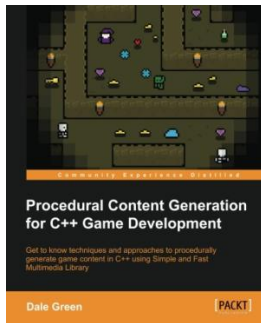 Community Experience Distilled
Procedural Content Generation
for C++ Game Development
Get to know techniques and approaches to procedurally
generate game content in C++ using Simple and Fast
Multimedia Library
Dale Green
[PACKT]